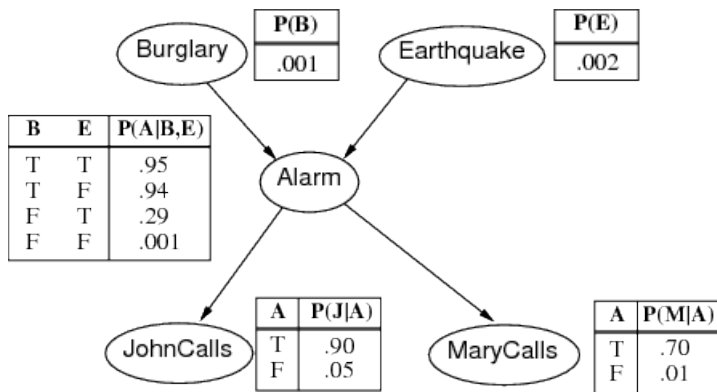 Burglary
P(B)
.001
Earthquake
P(E)
.002
B E P(A|B,E)
T T .95
T F .94
F T .29
F F .001
Alarm
JohnCalls
A P(J|A)
T .90
F .05
MaryCalls
A P(M|A)
T .70
F .01